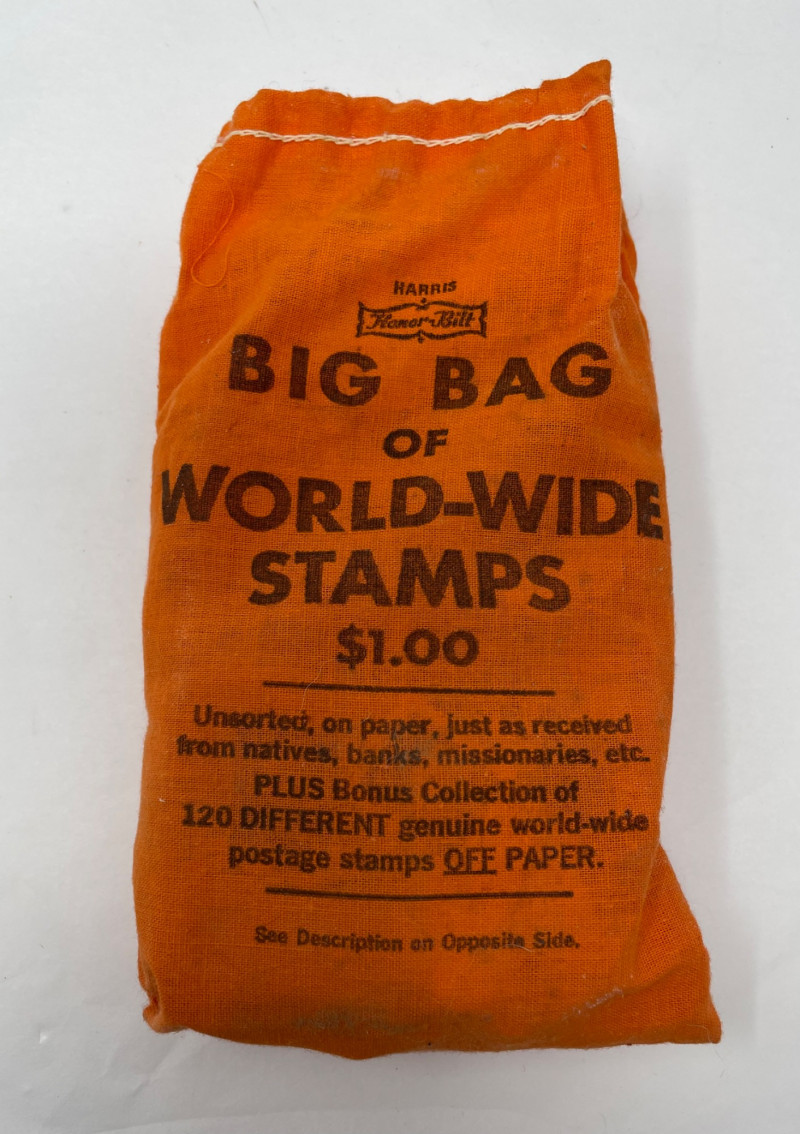 HARRIS
Honor-Bilt
BIG BAG
OF
WORLD-WIDE
STAMPS
$1.00
Unsorted, on paper, just as received
from natives, banks, missionaries, etc.
PLUS Bonus Collection of
120 DIFFERENT genuine world-wide
postage stamps OFF PAPER.
See Description on Opposite Side.